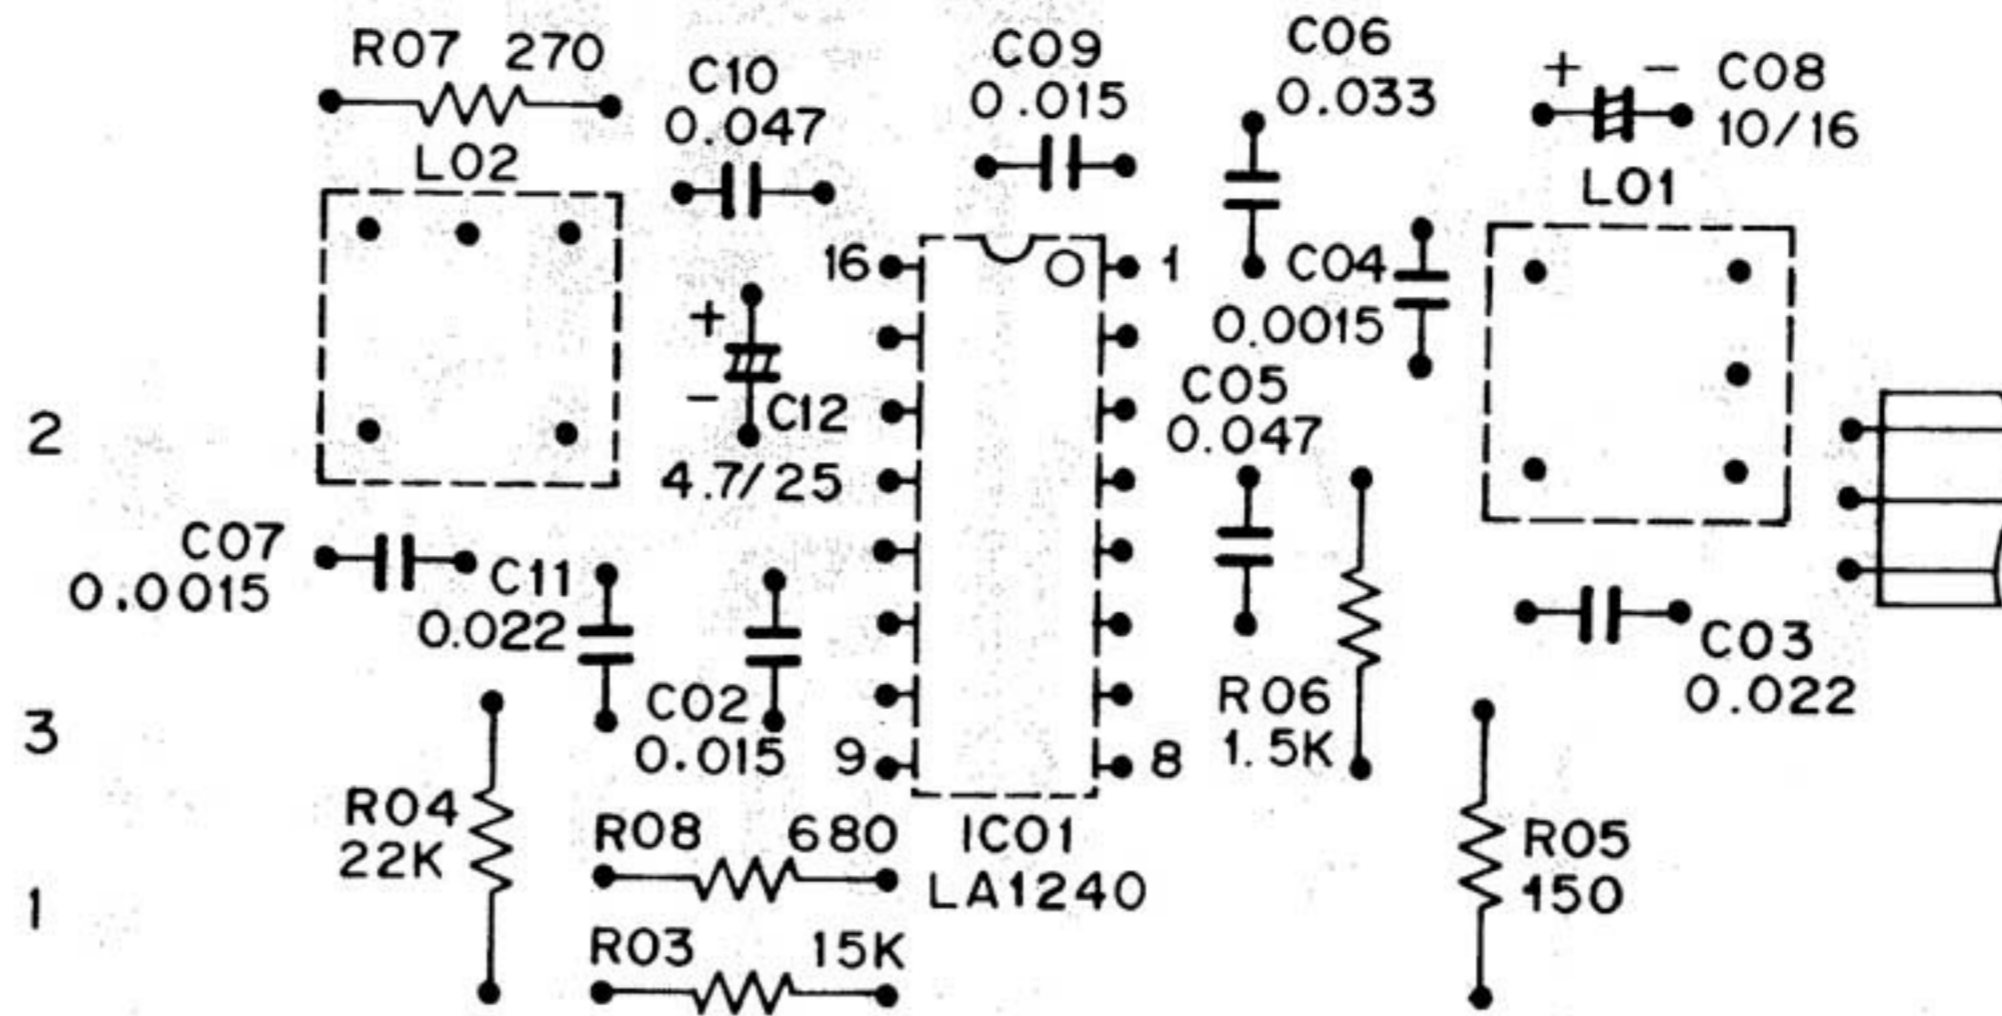 R07 270
C10
0.047
C09
0.015
C06
0.033
+ - C08
10/16
L02
L01
16
1
C04
0.0015
+
-
C12
4.7/25
C05
0.047
2
C07
0.0015
C11
0.022
C03
0.022
C02
0.015
R06
1.5K
3
9
8
R04
22K
R08 680
IC01
LA1240
R05
150
1
R03 15K